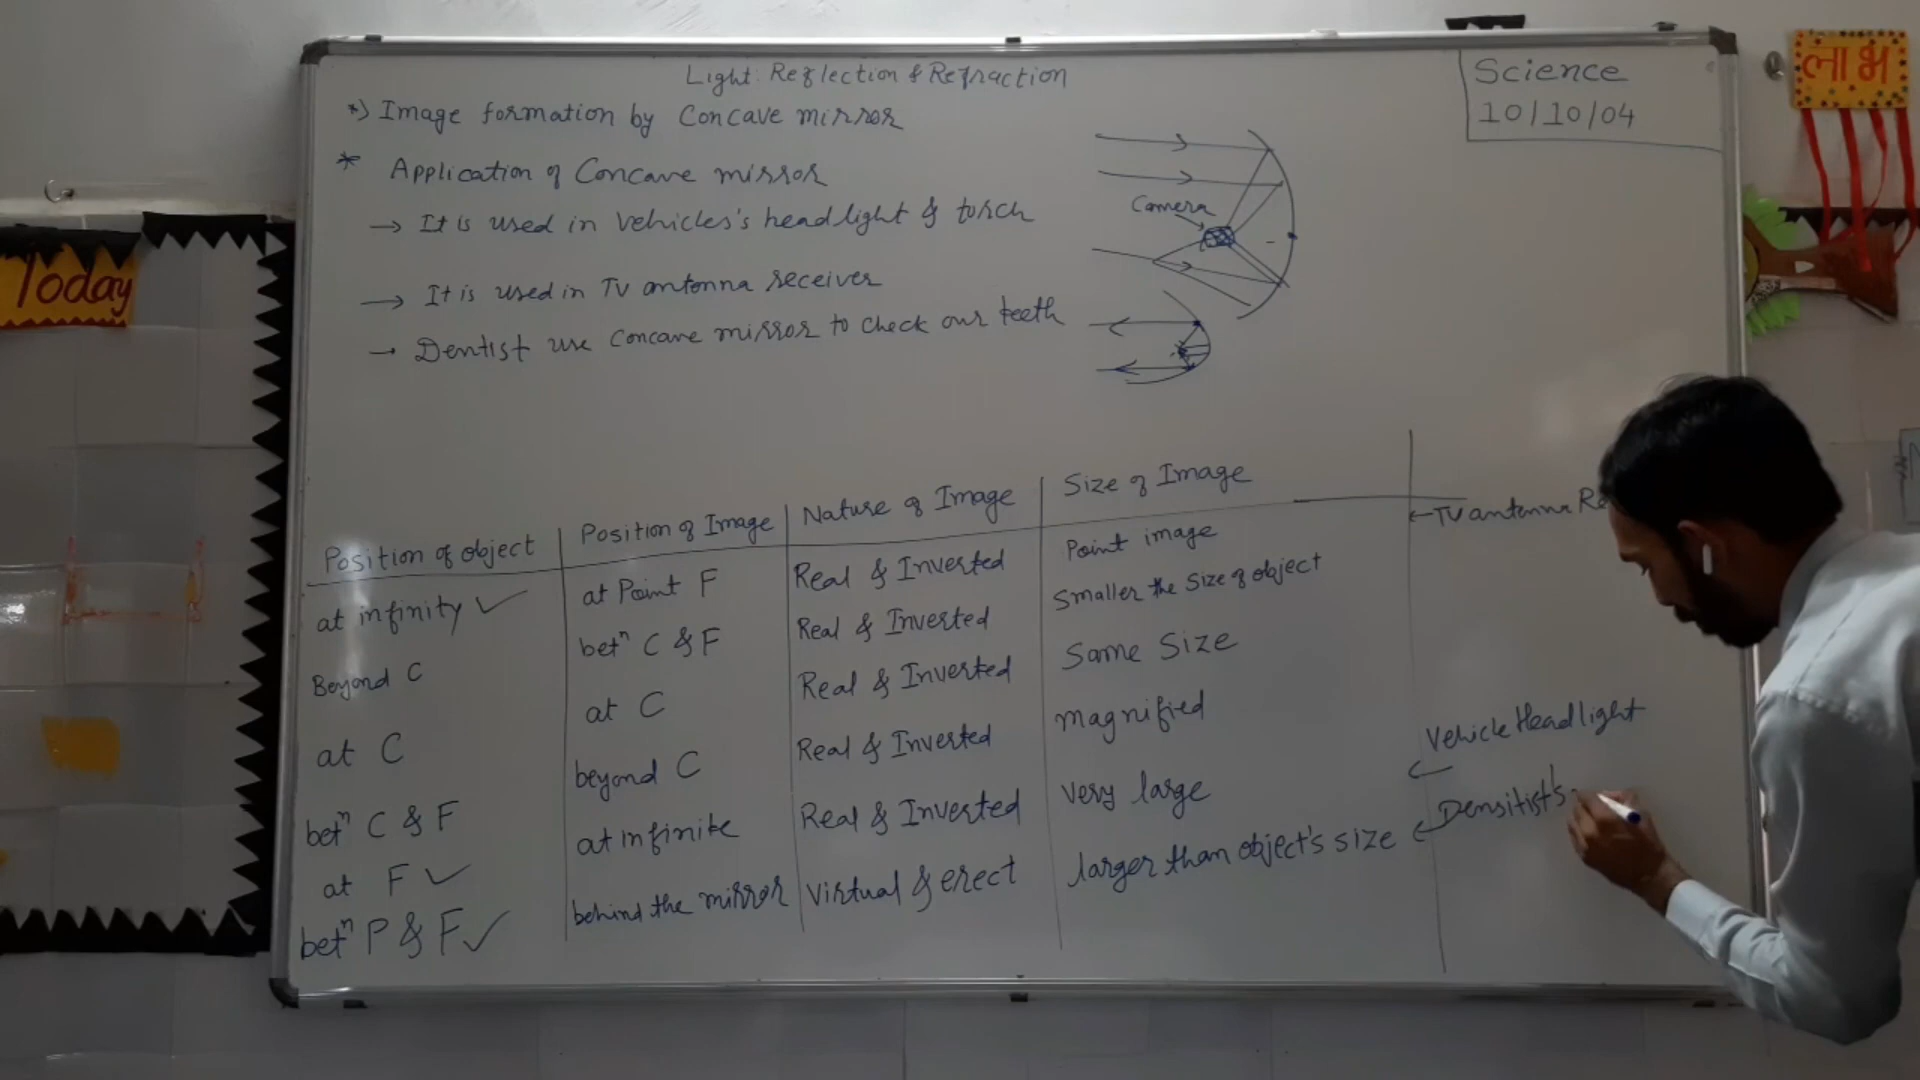 Light: Reflection & Refraction
Science
10/10/04
*) Image formation by Concave mirror
* Application of Concave mirror
→ It is used in vehicles's headlight & torch
→ It is used in TV antenna receiver
→ Dentist use Concave mirror to check our teeth
Camera
लाभ
Today
Position of object | Position of Image | Nature of Image | Size of Image
at infinity ✓ | at Point F | Real & Inverted | Point image ← TV antenna
Beyond C | betⁿ C & F | Real & Inverted | Smaller the Size of object
at C | at C | Real & Inverted | Same Size
betⁿ C & F | beyond C | Real & Inverted | magnified
at F ✓ | at infinite | Real & Inverted | very large ← Vehicle Headlight
betⁿ P & F ✓ | behind the mirror | Virtual & erect | larger than object's size ← Densitist's